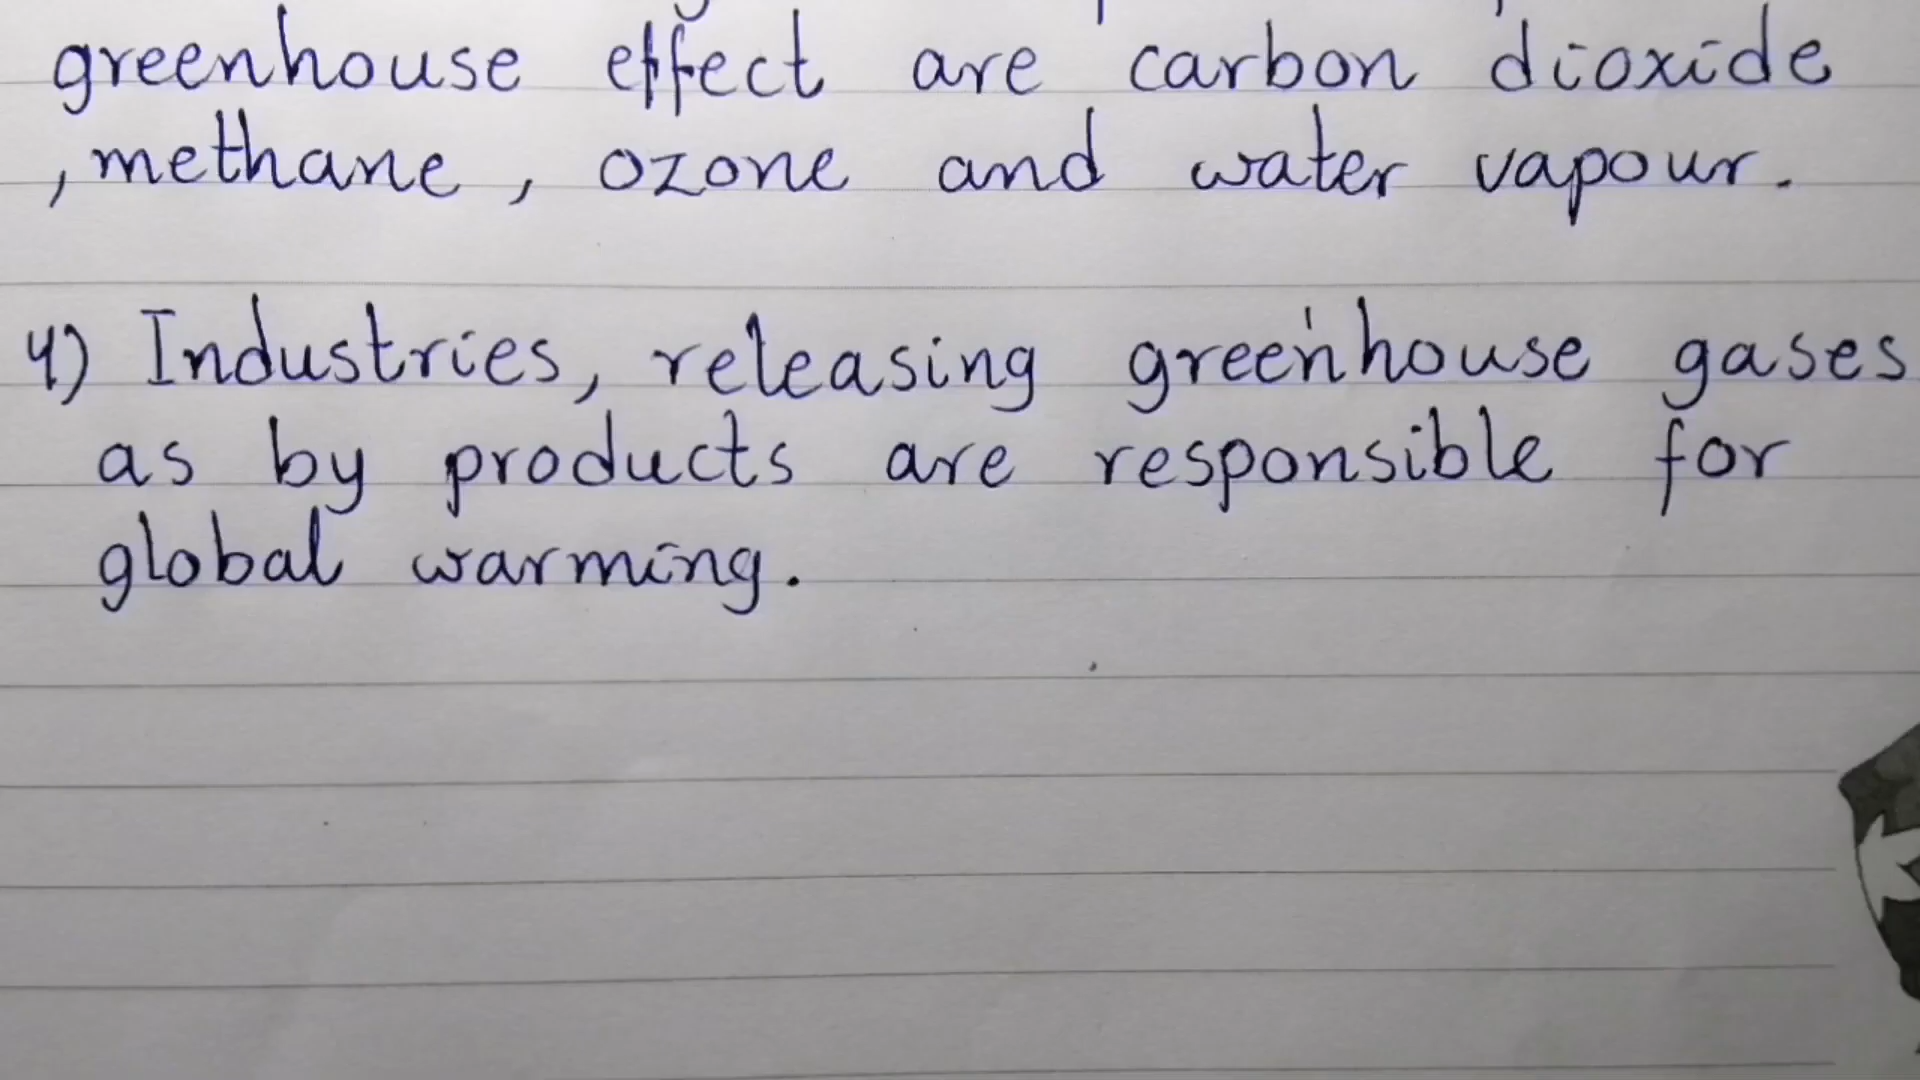 greenhouse effect are carbon dioxide
, methane, ozone and water vapour.
4) Industries, releasing greenhouse gases
as by products are responsible for
global warming.